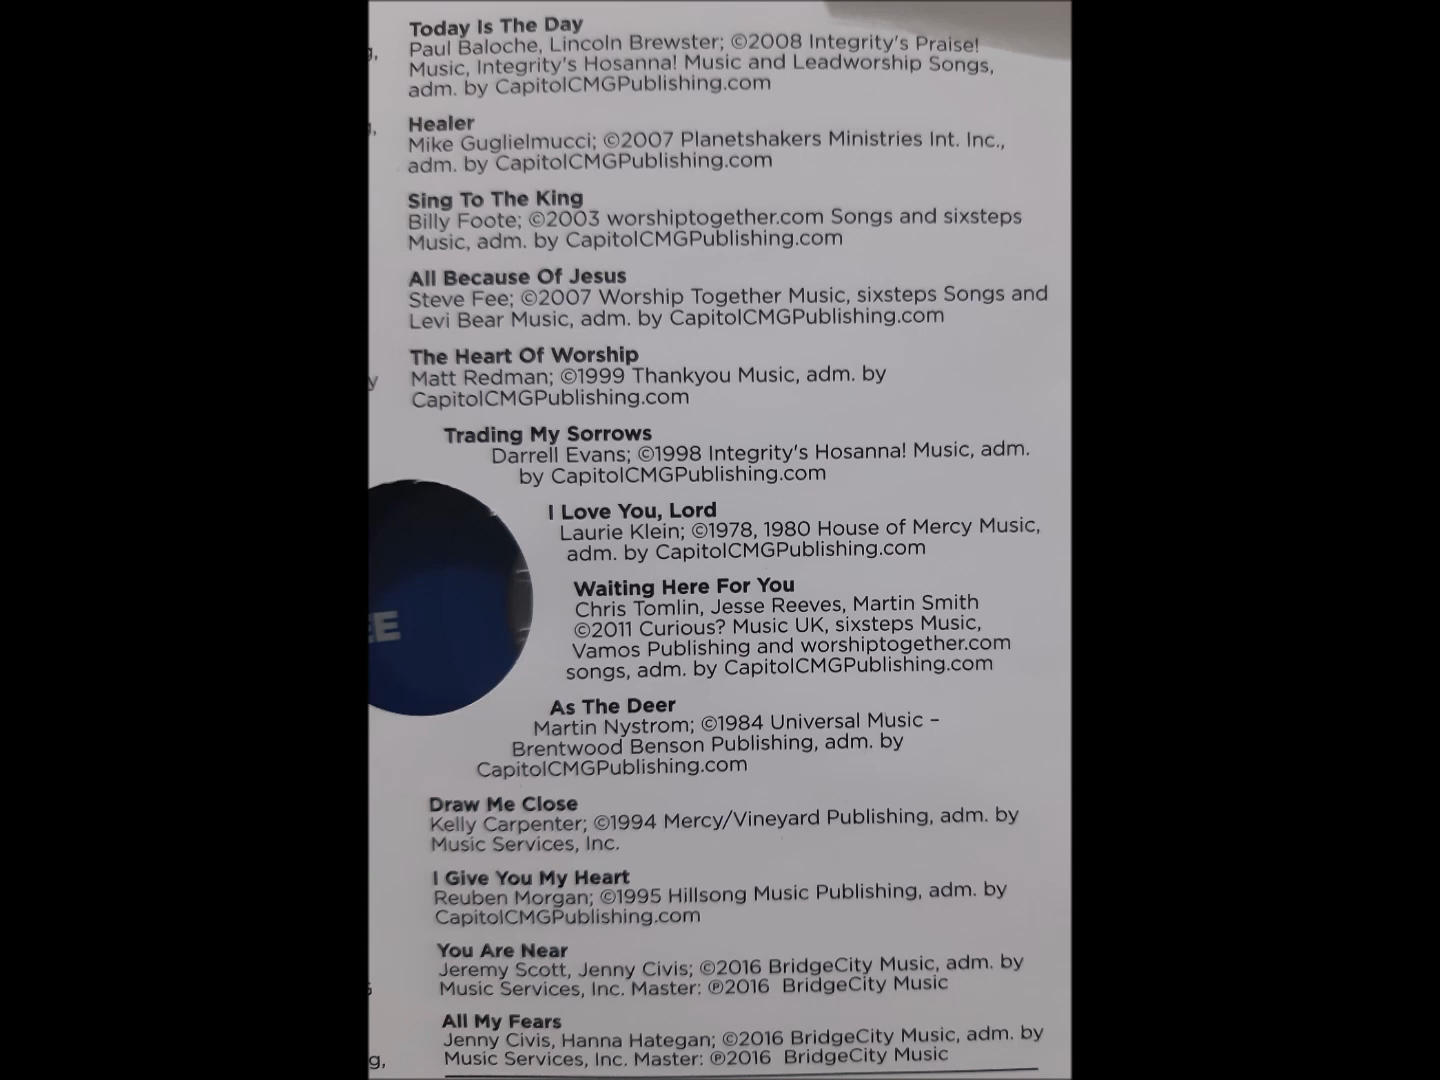 Today Is The Day
Paul Baloche, Lincoln Brewster; ©2008 Integrity's Praise!
Music, Integrity's Hosanna! Music and Leadworship Songs,
adm. by CapitolCMGPublishing.com
Healer
Mike Guglielmucci; ©2007 Planetshakers Ministries Int. Inc.,
adm. by CapitolCMGPublishing.com
Sing To The King
Billy Foote; ©2003 worshiptogether.com Songs and sixsteps
Music, adm. by CapitolCMGPublishing.com
All Because Of Jesus
Steve Fee; ©2007 Worship Together Music, sixsteps Songs and
Levi Bear Music, adm. by CapitolCMGPublishing.com
The Heart Of Worship
Matt Redman; ©1999 Thankyou Music, adm. by
CapitolCMGPublishing.com
Trading My Sorrows
Darrell Evans; ©1998 Integrity's Hosanna! Music, adm.
by CapitolCMGPublishing.com
I Love You, Lord
Laurie Klein; ©1978, 1980 House of Mercy Music,
adm. by CapitolCMGPublishing.com
Waiting Here For You
Chris Tomlin, Jesse Reeves, Martin Smith
©2011 Curious? Music UK, sixsteps Music,
Vamos Publishing and worshiptogether.com
songs, adm. by CapitolCMGPublishing.com
As The Deer
Martin Nystrom; ©1984 Universal Music –
Brentwood Benson Publishing, adm. by
CapitolCMGPublishing.com
Draw Me Close
Kelly Carpenter; ©1994 Mercy/Vineyard Publishing, adm. by
Music Services, Inc.
I Give You My Heart
Reuben Morgan; ©1995 Hillsong Music Publishing, adm. by
CapitolCMGPublishing.com
You Are Near
Jeremy Scott, Jenny Civis; ©2016 BridgeCity Music, adm. by
Music Services, Inc. Master: ℗2016 BridgeCity Music
All My Fears
Jenny Civis, Hanna Hategan; ©2016 BridgeCity Music, adm. by
Music Services, Inc. Master: ℗2016 BridgeCity Music